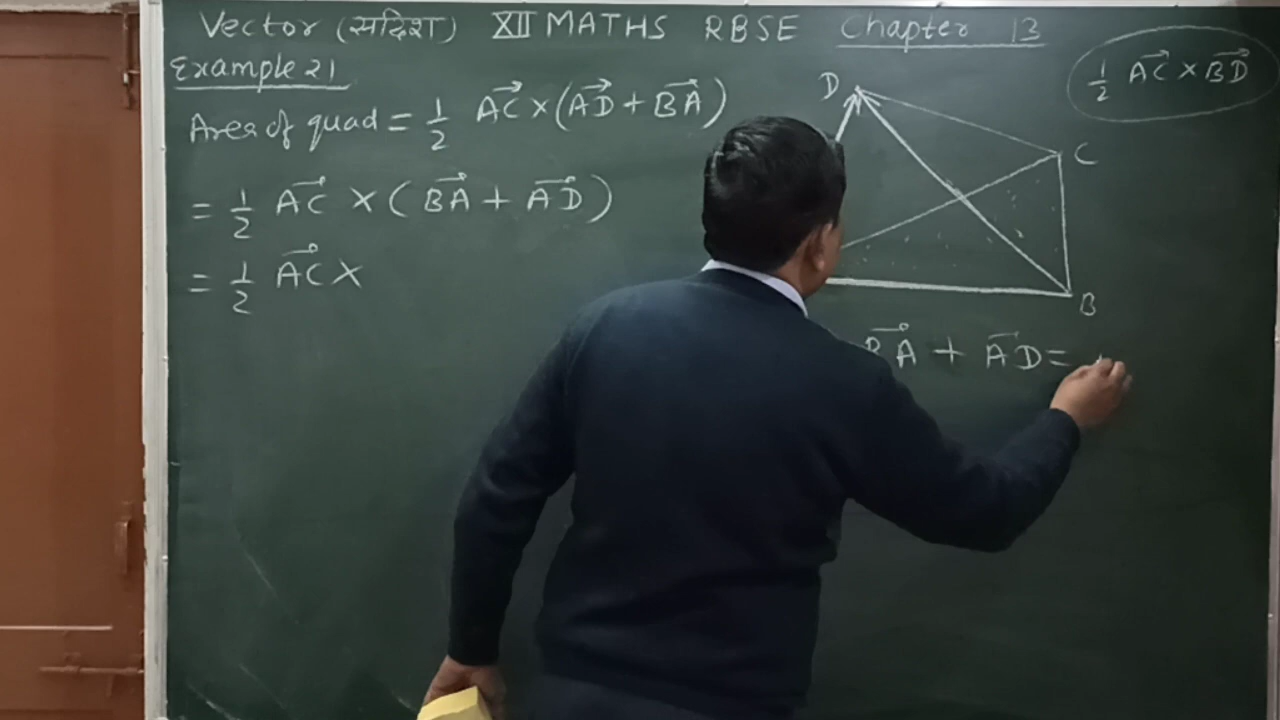 Vector (सदिश) XII MATHS RBSE Chapter 13
Example 21
Area of quad = 1/2 AC⃗ × (AD⃗ + BA⃗)
= 1/2 AC⃗ × (BA⃗ + AD⃗)
= 1/2 AC⃗ ×
1/2 AC⃗ × BD⃗
D
C
B
BA⃗ + AD⃗ =